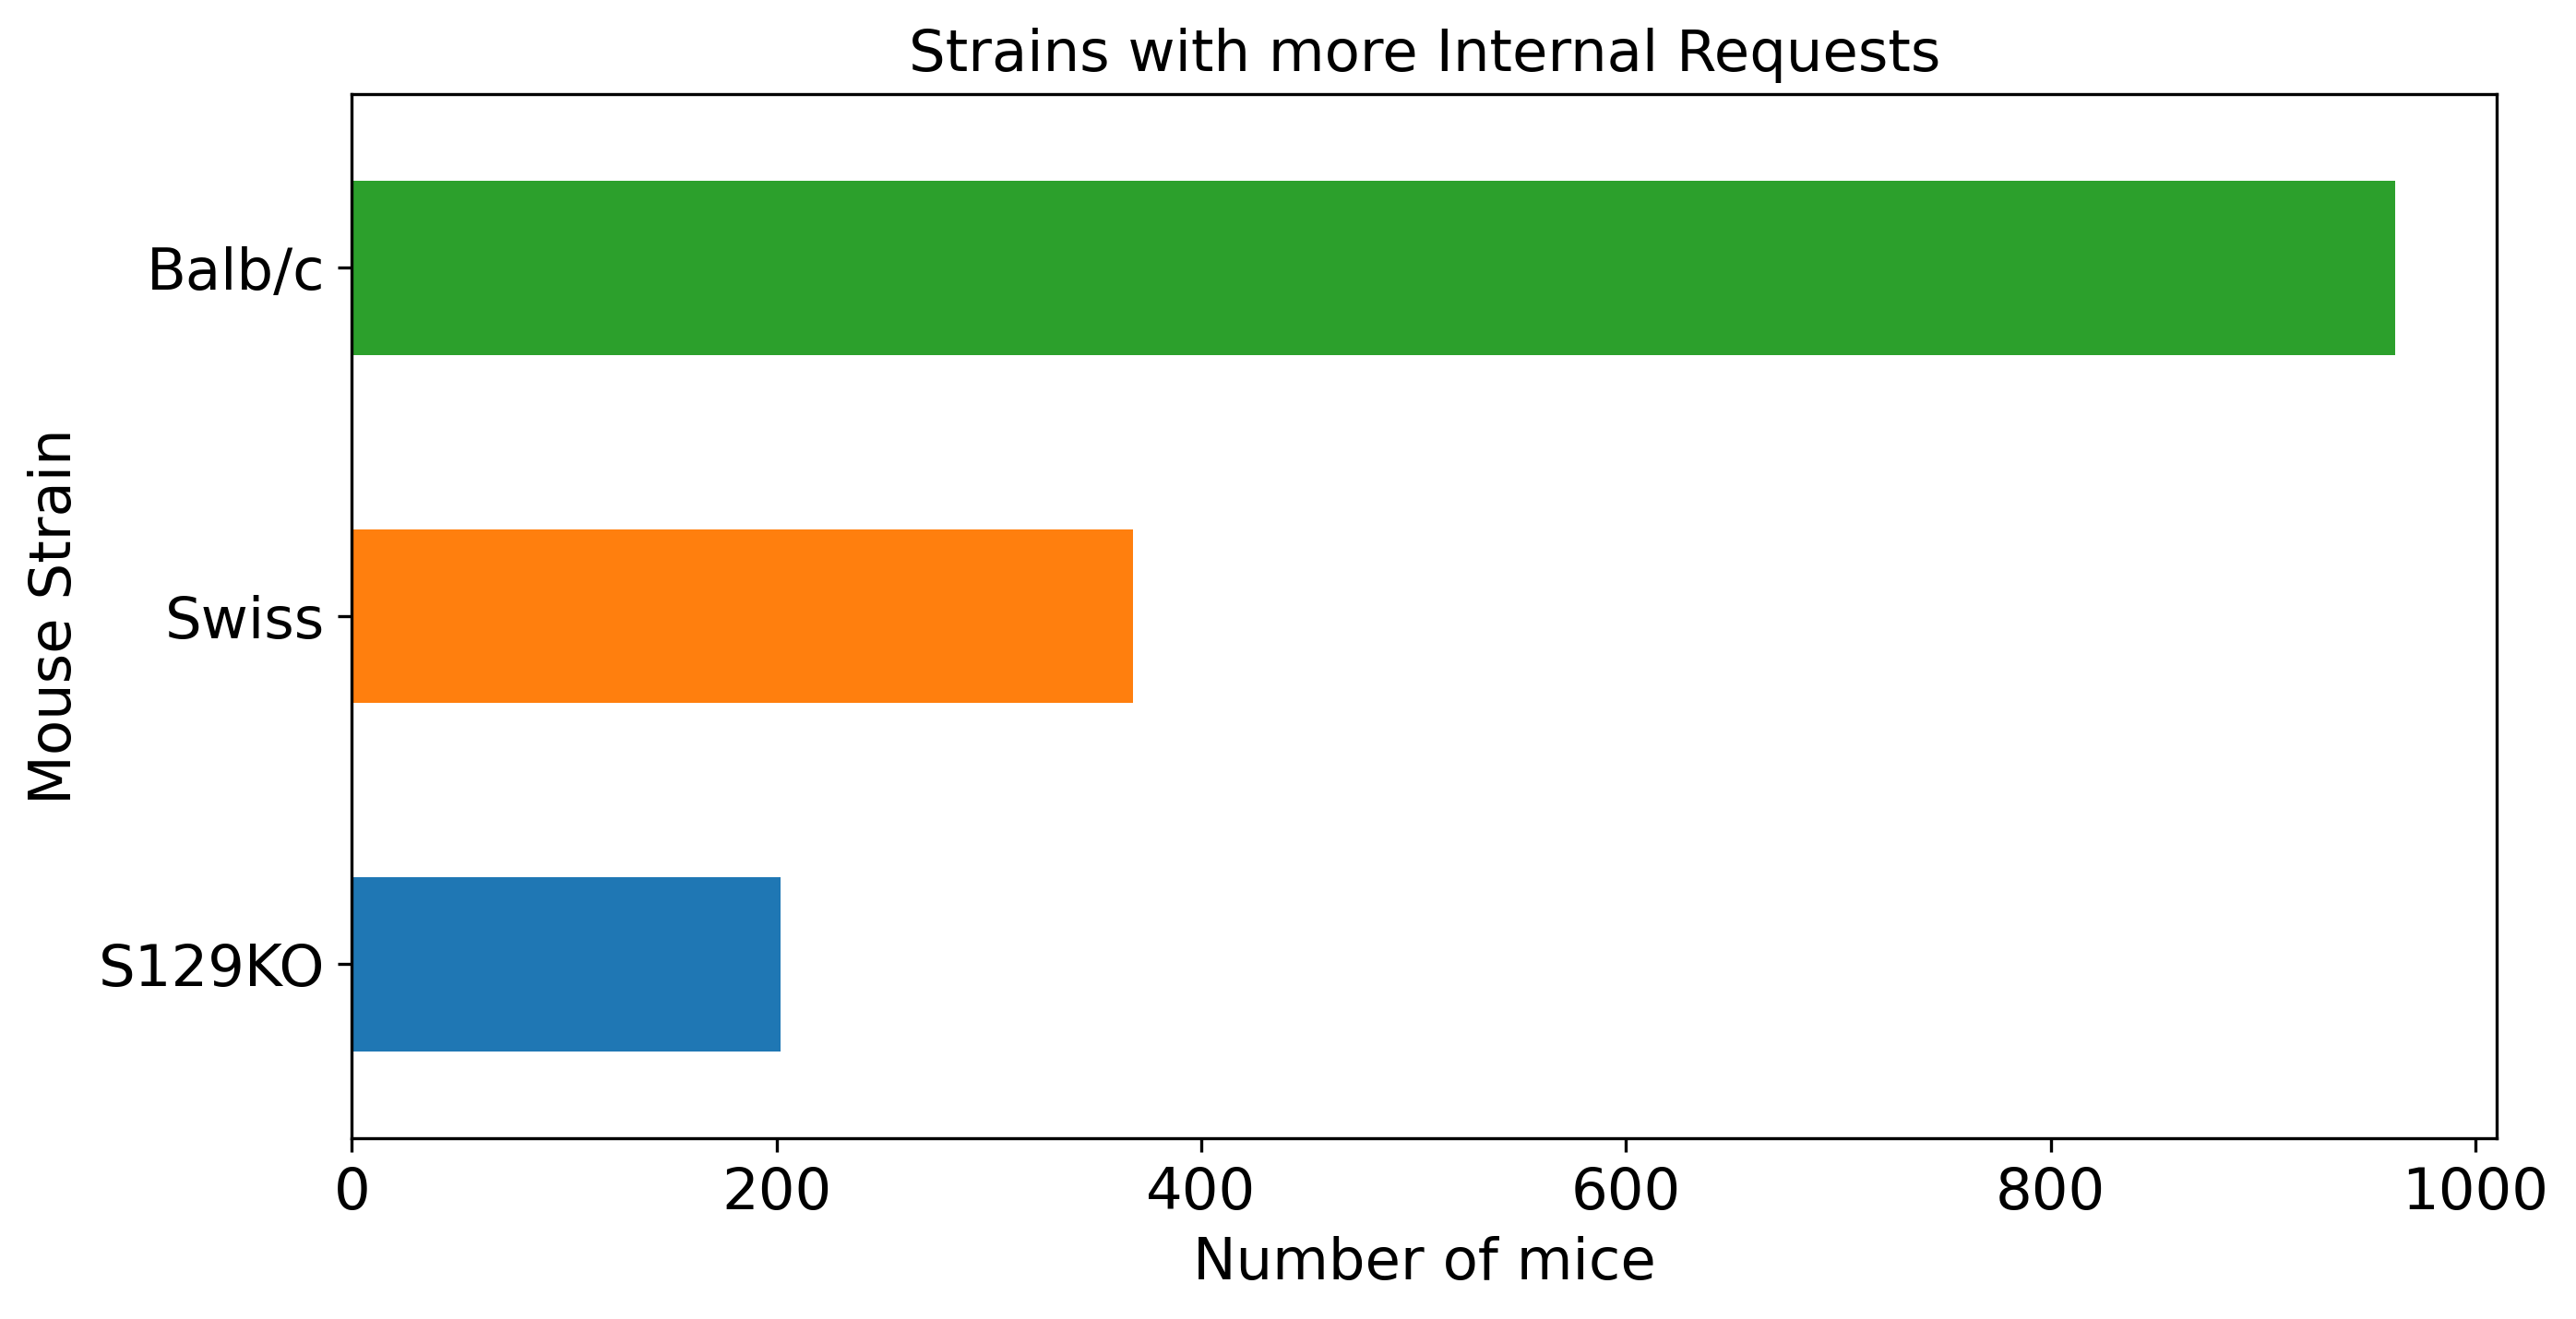 Strains with more Internal Requests
Mouse Strain
Balb/c
Swiss
S129KO
0 200 400 600 800 1000
Number of mice